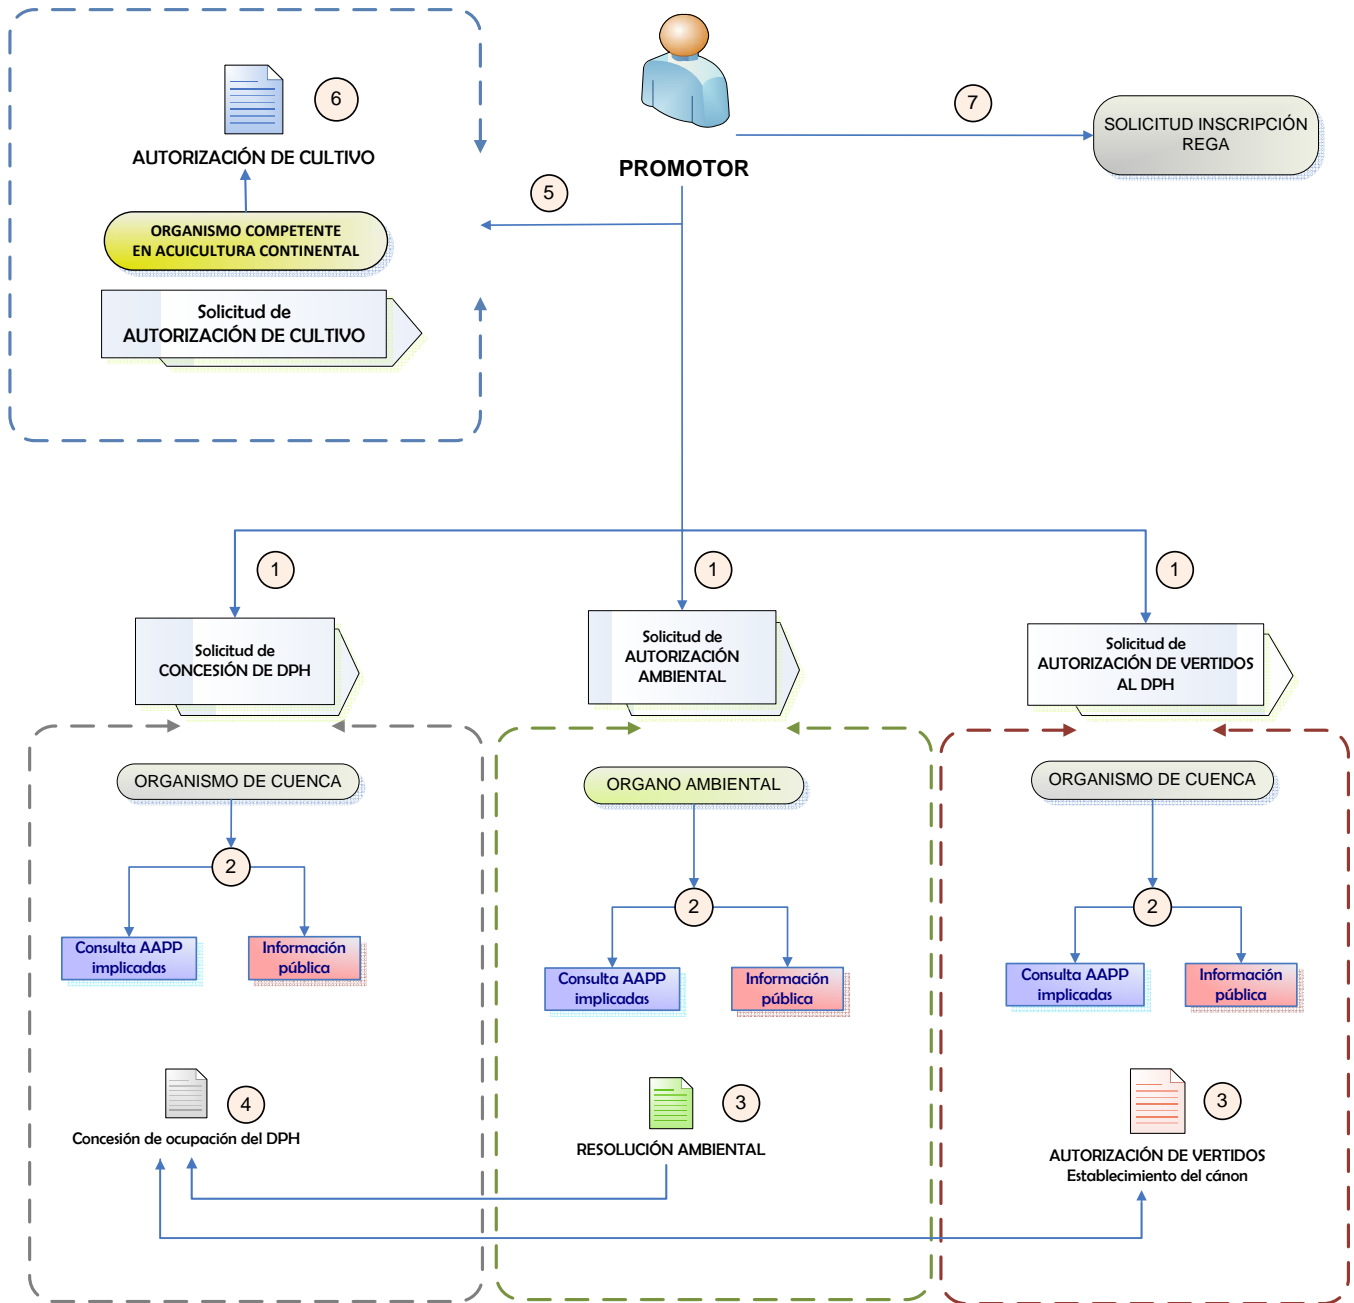 6
AUTORIZACIÓN DE CULTIVO
ORGANISMO COMPETENTE
EN ACUICULTURA CONTINENTAL
Solicitud de
AUTORIZACIÓN DE CULTIVO
PROMOTOR
5
7
SOLICITUD INSCRIPCIÓN
REGA
1
1
1
Solicitud de
CONCESIÓN DE DPH
Solicitud de
AUTORIZACIÓN
AMBIENTAL
Solicitud de
AUTORIZACIÓN DE VERTIDOS
AL DPH
ORGANISMO DE CUENCA
2
Consulta AAPP
implicadas
Información
pública
4
Concesión de ocupación del DPH
ORGANO AMBIENTAL
2
Consulta AAPP
implicadas
Información
pública
3
RESOLUCIÓN AMBIENTAL
ORGANISMO DE CUENCA
2
Consulta AAPP
implicadas
Información
pública
3
AUTORIZACIÓN DE VERTIDOS
Establecimiento del cánon